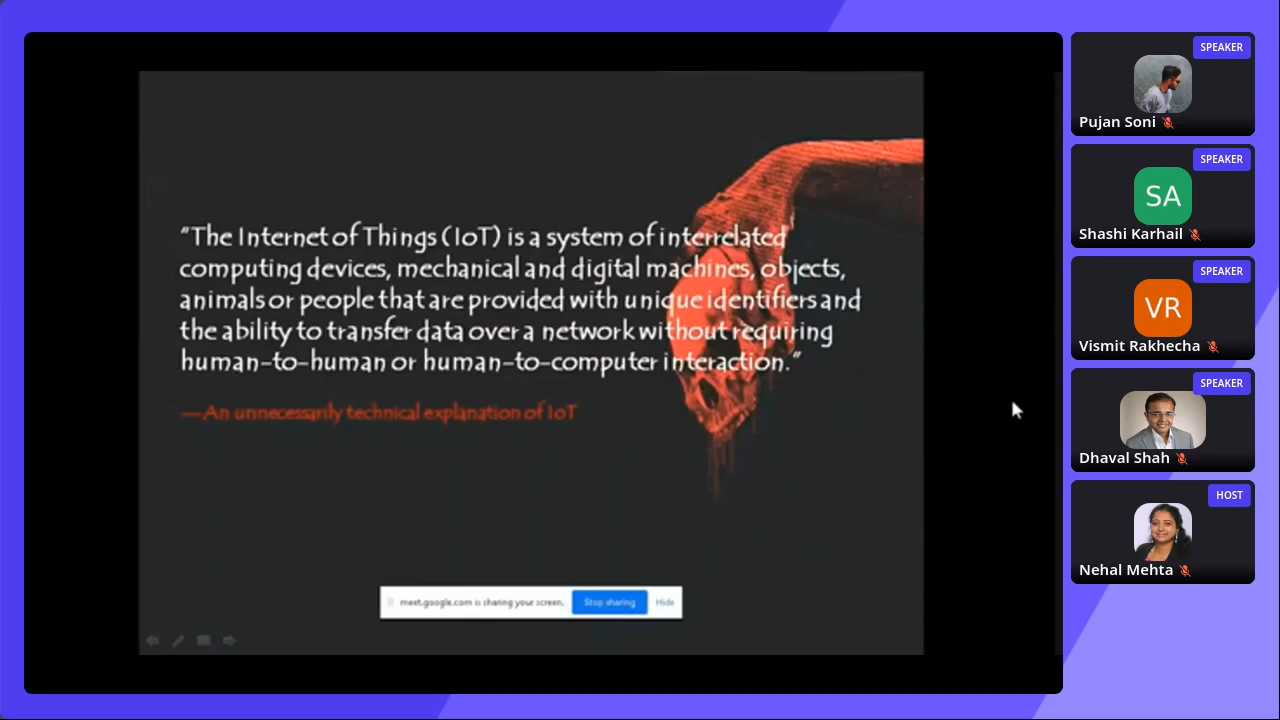 “The Internet of Things (IoT) is a system of interrelated
computing devices, mechanical and digital machines, objects,
animals or people that are provided with unique identifiers and
the ability to transfer data over a network without requiring
human-to-human or human-to-computer interaction.”
—An unnecessarily technical explanation of IoT
meet.google.com is sharing your screen.
Stop sharing
Hide
SPEAKER
Pujan Soni
SPEAKER
SA
Shashi Karhail
SPEAKER
VR
Vismit Rakhecha
SPEAKER
Dhaval Shah
HOST
Nehal Mehta